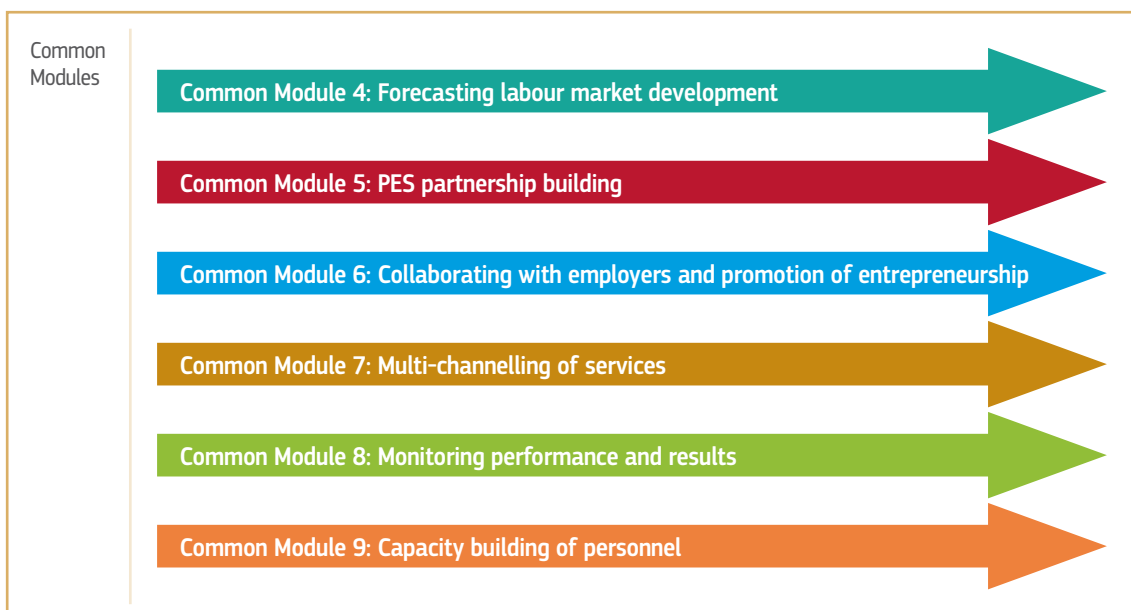 Common
Modules
Common Module 4: Forecasting labour market development
Common Module 5: PES partnership building
Common Module 6: Collaborating with employers and promotion of entrepreneurship
Common Module 7: Multi-channelling of services
Common Module 8: Monitoring performance and results
Common Module 9: Capacity building of personnel